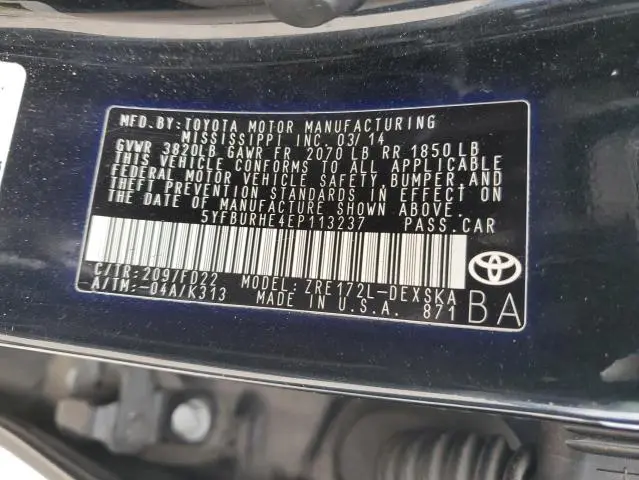 MFD.BY:TOYOTA MOTOR MANUFACTURING
MISSISSIPPI INC. 03/14
GVWR 3820LB GAWR FR 2070 LB RR 1850 LB
THIS VEHICLE CONFORMS TO ALL APPLICABLE
FEDERAL MOTOR VEHICLE SAFETY,BUMPER,AND
THEFT PREVENTION STANDARDS IN EFFECT ON
THE DATE OF MANUFACTURE SHOWN ABOVE.
5YFBURHE4EP113237 PASS.CAR
C/TR:209/FD22 MODEL:ZRE172L-DEXSKA
A/TM:-04A/K313 MADE IN U.S.A. 871
BA